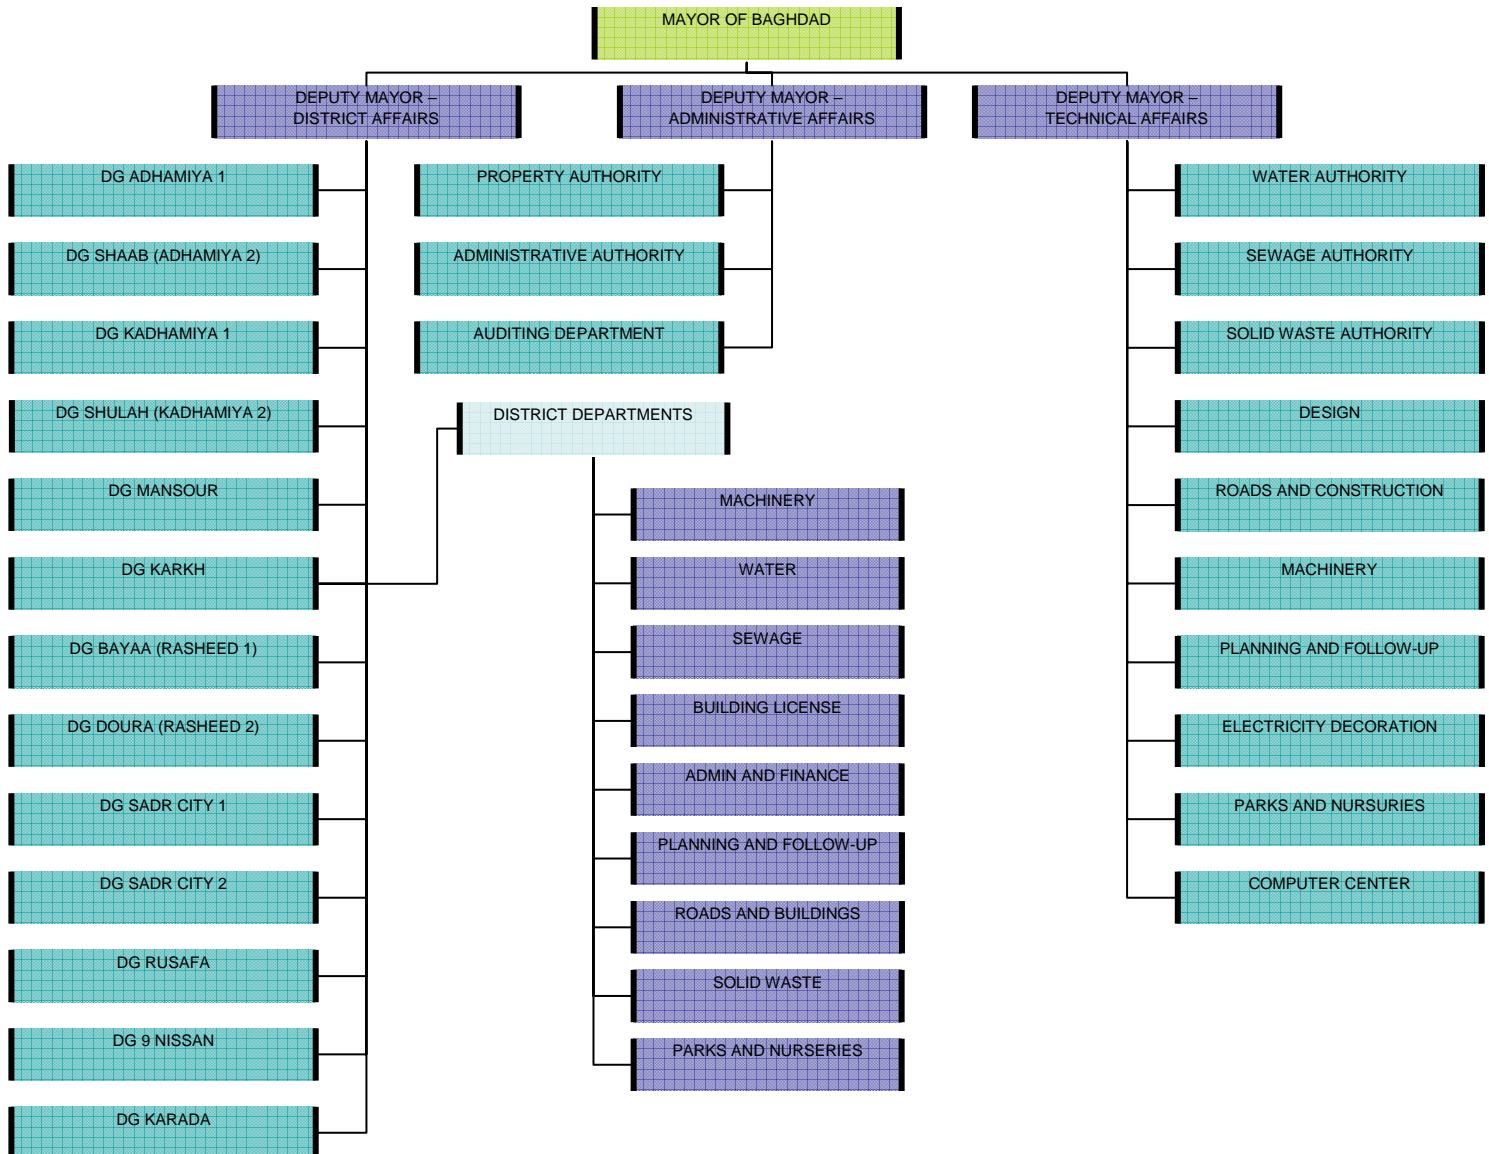 MAYOR OF BAGHDAD
DEPUTY MAYOR –
DISTRICT AFFAIRS
DEPUTY MAYOR –
ADMINISTRATIVE AFFAIRS
DEPUTY MAYOR –
TECHNICAL AFFAIRS
DG ADHAMIYA 1
DG SHAAB (ADHAMIYA 2)
DG KADHAMIYA 1
DG SHULAH (KADHAMIYA 2)
DG MANSOUR
DG KARKH
DG BAYAA (RASHEED 1)
DG DOURA (RASHEED 2)
DG SADR CITY 1
DG SADR CITY 2
DG RUSAFA
DG 9 NISSAN
DG KARADA
PROPERTY AUTHORITY
ADMINISTRATIVE AUTHORITY
AUDITING DEPARTMENT
DISTRICT DEPARTMENTS
MACHINERY
WATER
SEWAGE
BUILDING LICENSE
ADMIN AND FINANCE
PLANNING AND FOLLOW-UP
ROADS AND BUILDINGS
SOLID WASTE
PARKS AND NURSERIES
WATER AUTHORITY
SEWAGE AUTHORITY
SOLID WASTE AUTHORITY
DESIGN
ROADS AND CONSTRUCTION
MACHINERY
PLANNING AND FOLLOW-UP
ELECTRICITY DECORATION
PARKS AND NURSURIES
COMPUTER CENTER